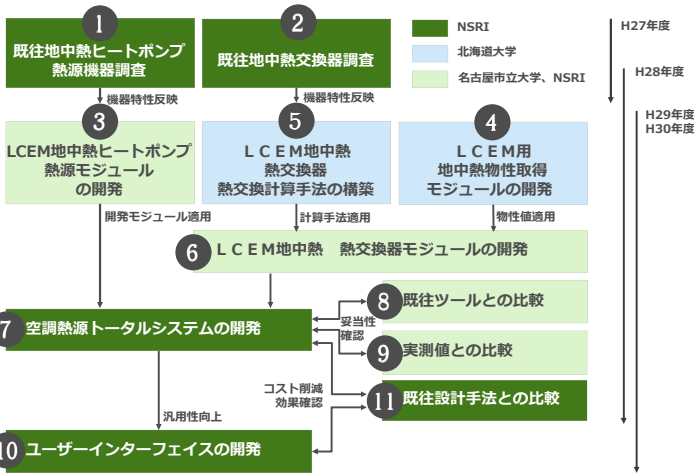 1
既往地中熱ヒートポンプ
熱源機器調査
2
既往地中熱交換器調査
NSRI
北海道大学
名古屋市立大学、NSRI
H27年度
H28年度
H29年度
H30年度
機器特性反映
機器特性反映
3
LCEM地中熱ヒートポンプ
熱源モジュール
の開発
5
ＬＣＥＭ地中熱
熱交換器
熱交換計算手法の構築
4
ＬＣＥＭ用
地中熱物性取得
モジュールの開発
開発モジュール適用
計算手法適用
物性値適用
6
ＬＣＥＭ地中熱　熱交換器モジュールの開発
7
空調熱源トータルシステムの開発
8
既往ツールとの比較
妥当性
確認
9
実測値との比較
コスト削減
効果確認
11
既往設計手法との比較
汎用性向上
10
ユーザーインターフェイスの開発